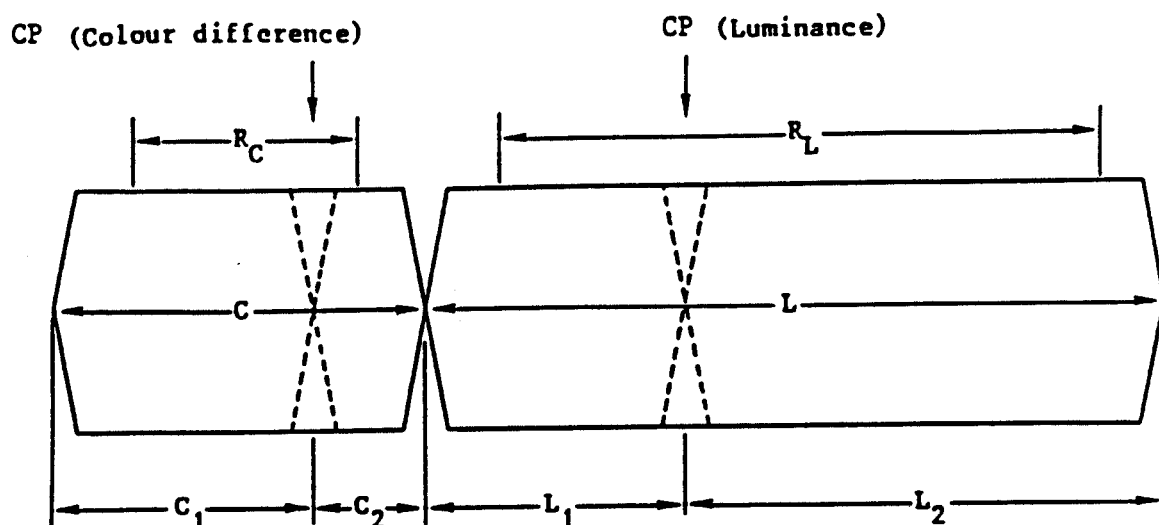 CP (Colour difference)
CP (Luminance)
R_C
R_L
C
L
C_1
C_2
L_1
L_2